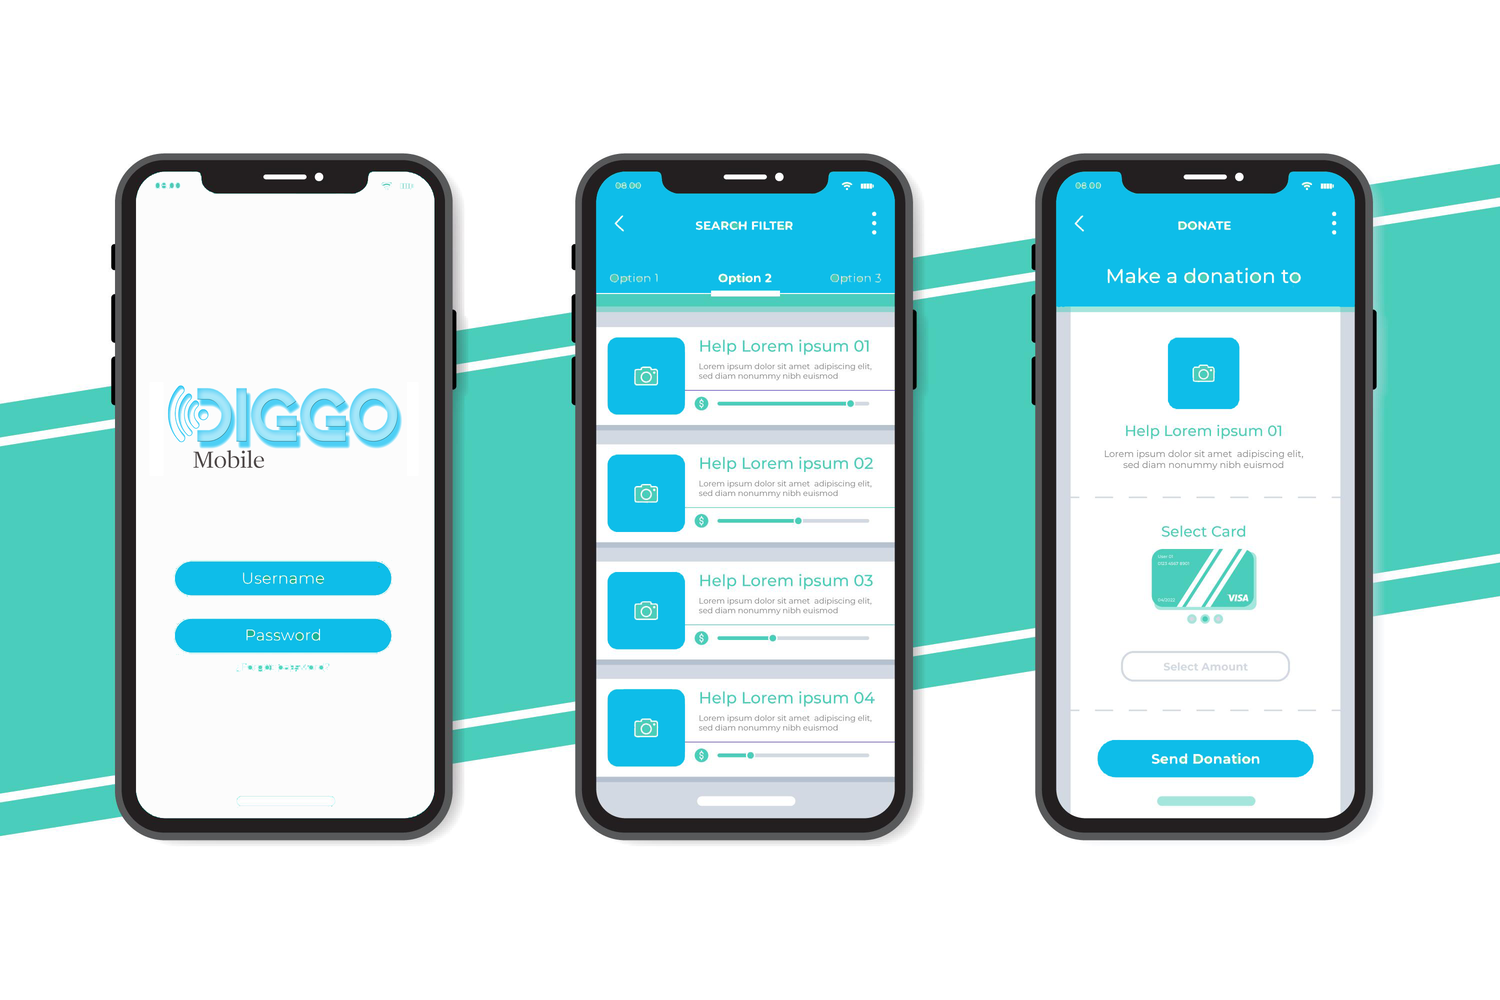 DIGGO
Mobile
Username
Password
08:00
SEARCH FILTER
Option 1
Option 2
Option 3
Help Lorem ipsum 01
Lorem ipsum dolor sit amet  adipiscing elit,
sed diam nonummy nibh euismod
$
Help Lorem ipsum 02
Lorem ipsum dolor sit amet  adipiscing elit,
sed diam nonummy nibh euismod
$
Help Lorem ipsum 03
Lorem ipsum dolor sit amet  adipiscing elit,
sed diam nonummy nibh euismod
$
Help Lorem ipsum 04
Lorem ipsum dolor sit amet  adipiscing elit,
sed diam nonummy nibh euismod
$
08:00
DONATE
Make a donation to
Help Lorem ipsum 01
Lorem ipsum dolor sit amet  adipiscing elit,
sed diam nonummy nibh euismod
Select Card
User 01
04/2022
VISA
Select Amount
Send Donation